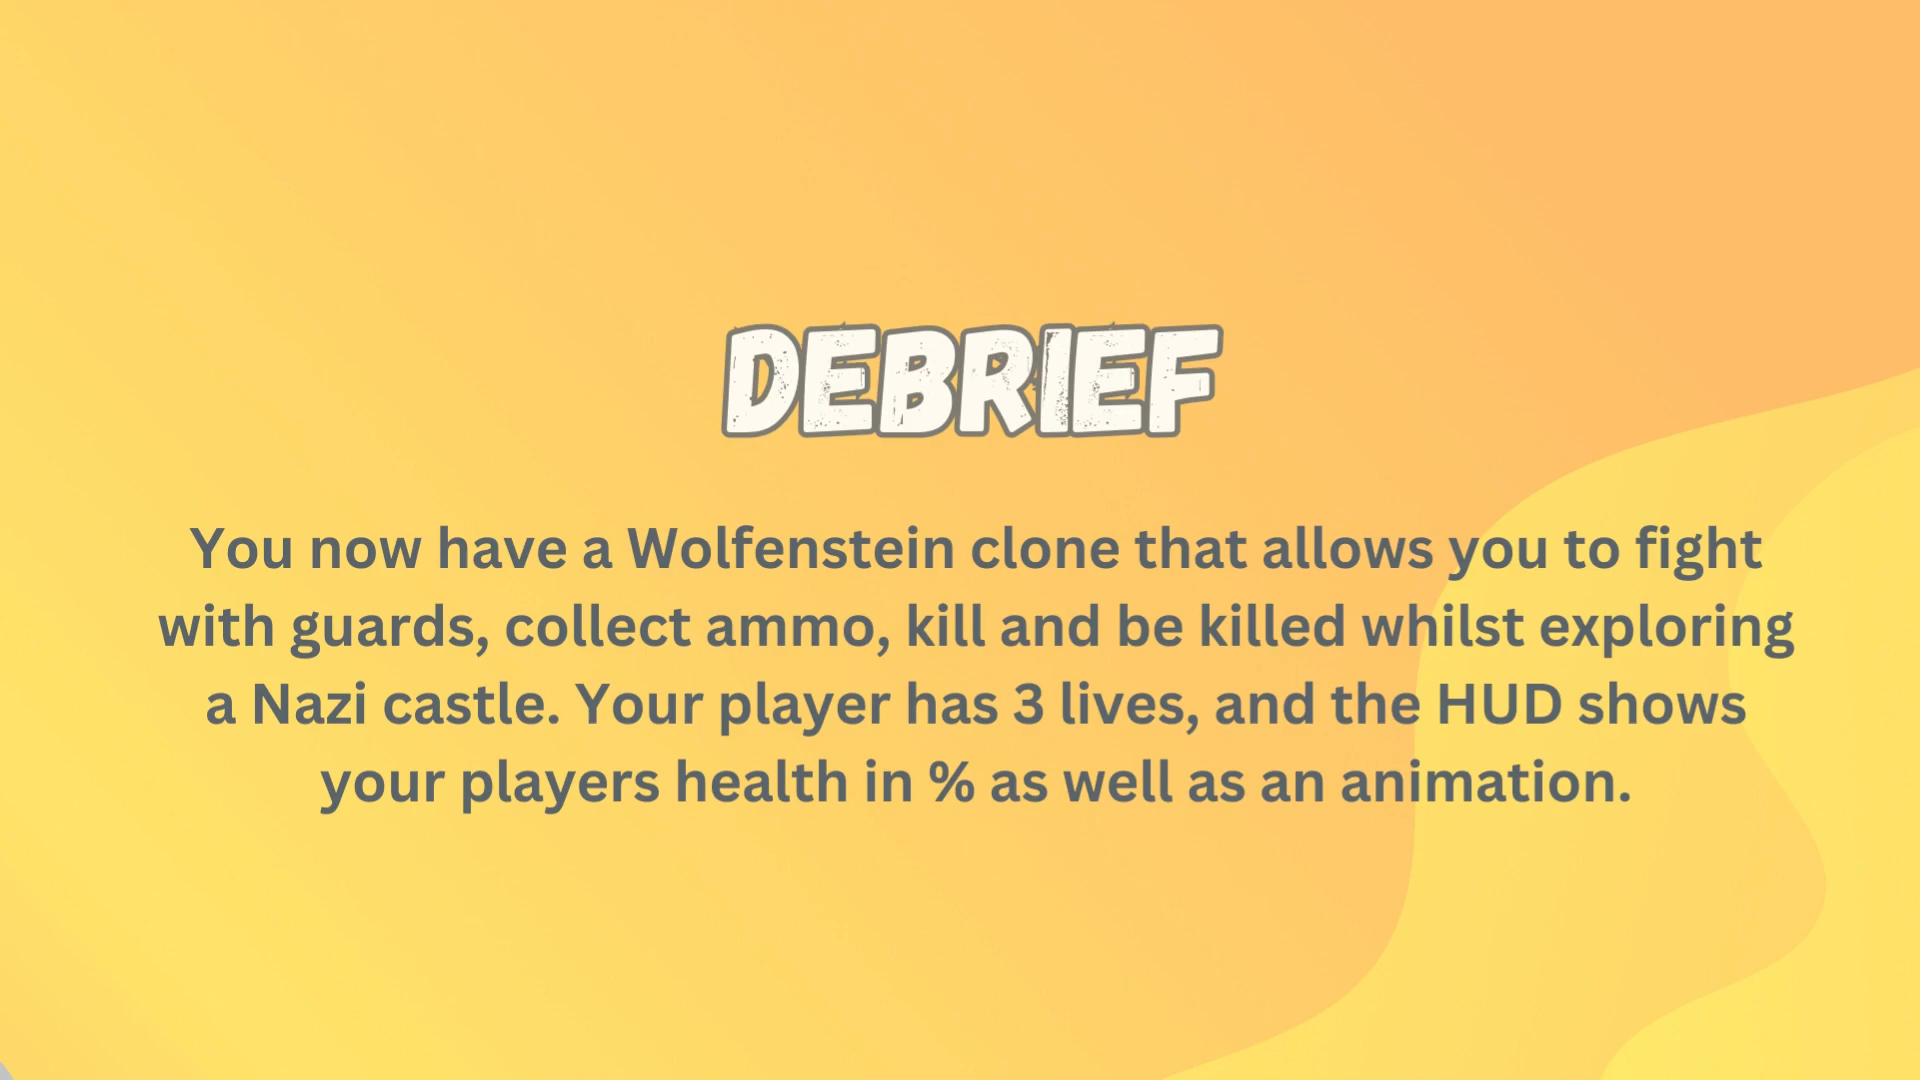 DEBRIEF
You now have a Wolfenstein clone that allows you to fight
with guards, collect ammo, kill and be killed whilst exploring
a Nazi castle. Your player has 3 lives, and the HUD shows
your players health in % as well as an animation.